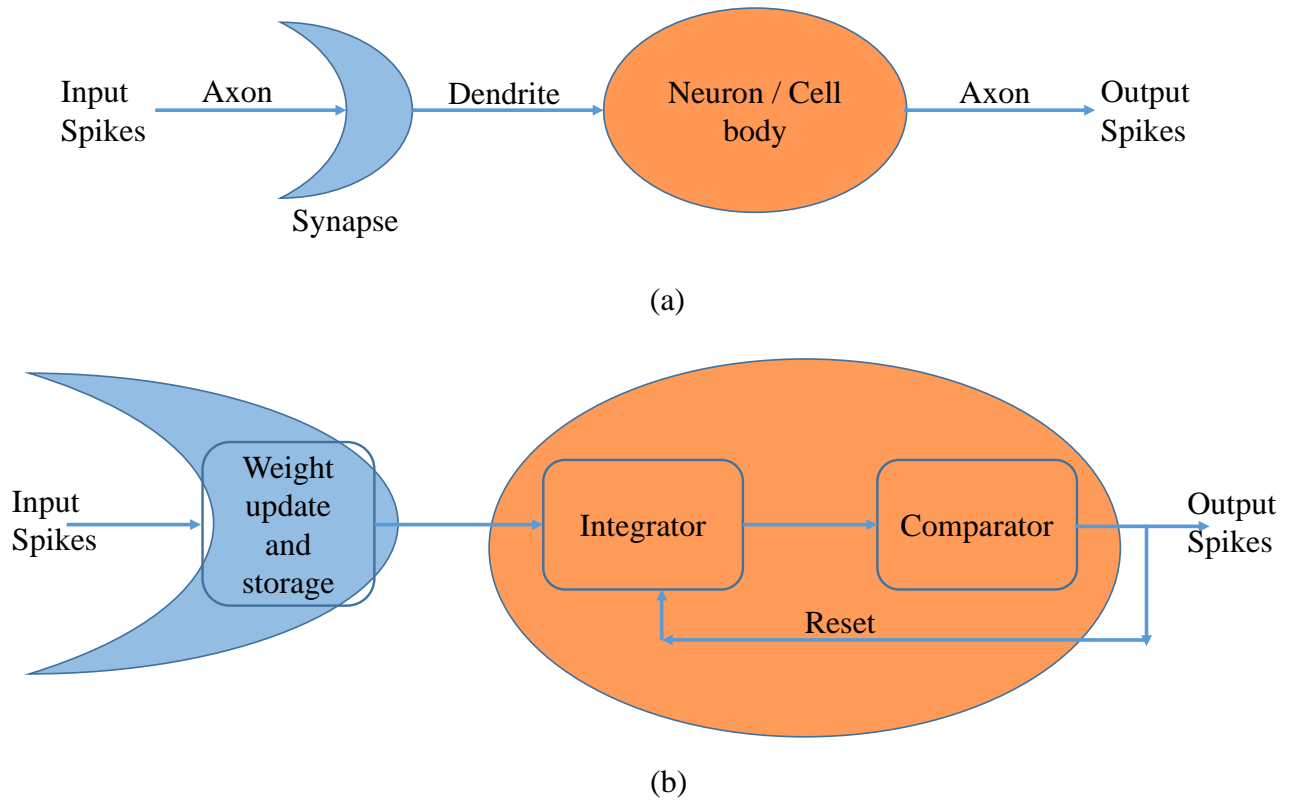 Input
Spikes
Axon
Synapse
Dendrite
Neuron / Cell
body
Axon
Output
Spikes
(a)
Input
Spikes
Weight
update
and
storage
Integrator
Comparator
Reset
Output
Spikes
(b)